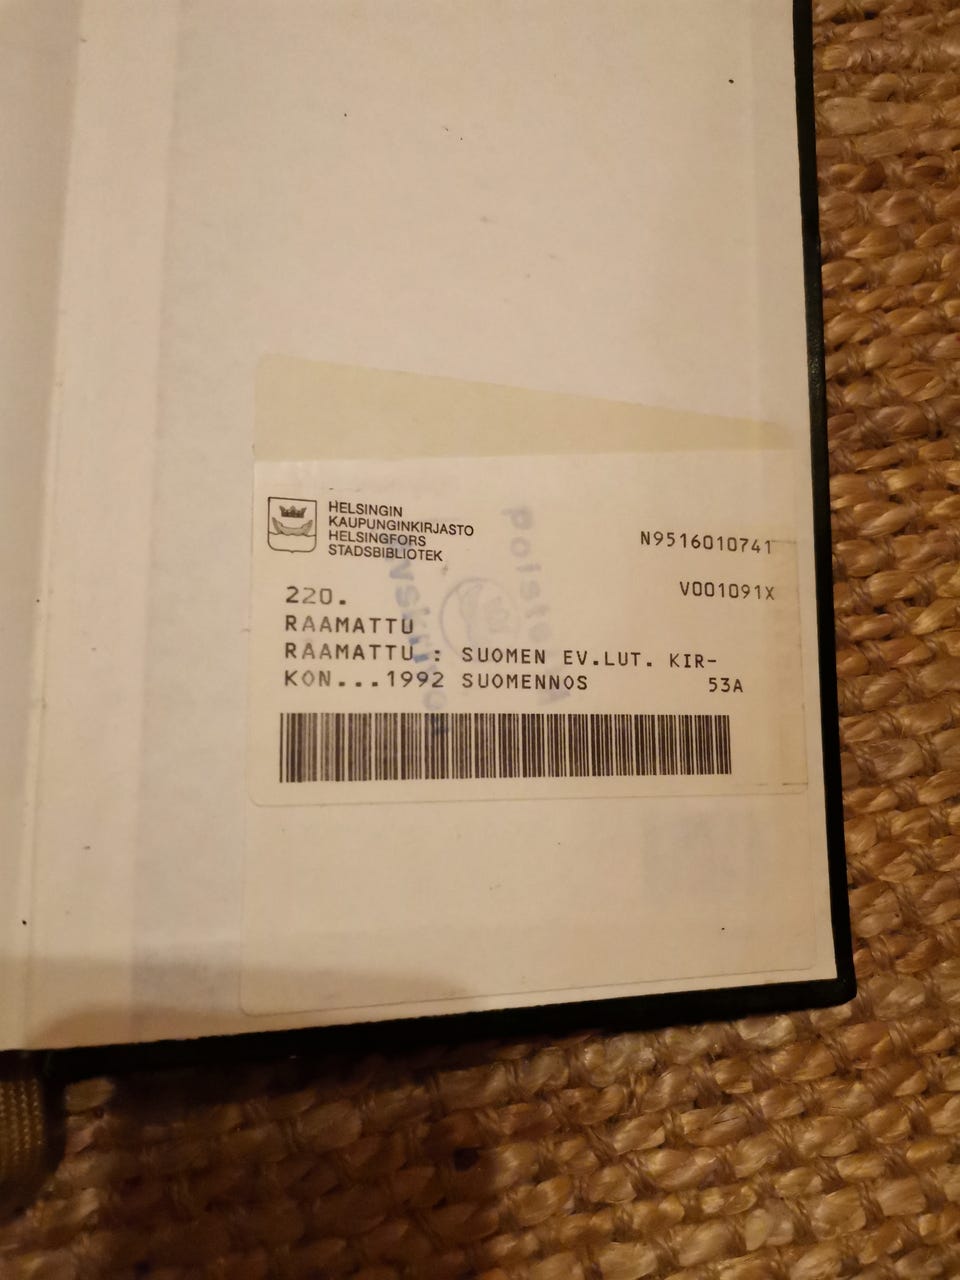 HELSINGIN
KAUPUNGINKIRJASTO
HELSINGFORS
STADSBIBLIOTEK
N9516010741
V001091X
220.
RAAMATTU
RAAMATTU : SUOMEN EV.LUT. KIR-
KON...1992 SUOMENNOS 53A